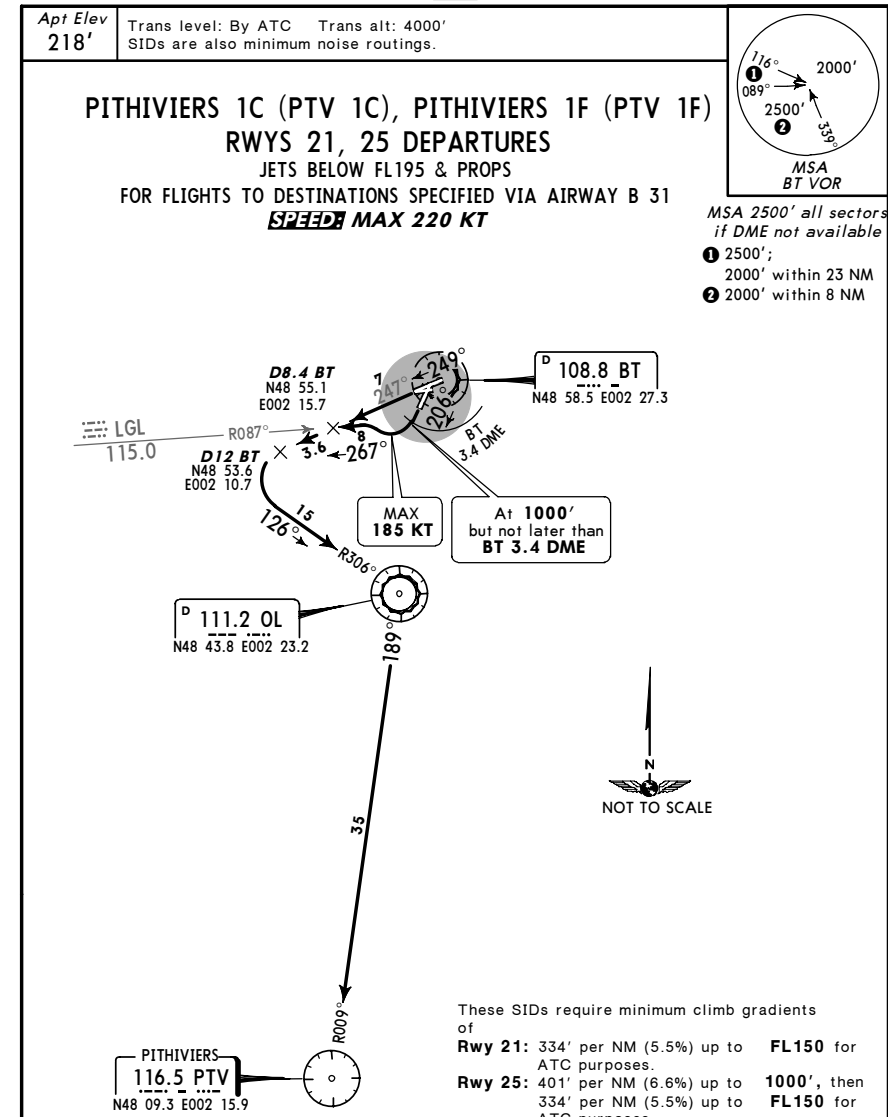 Apt Elev
218'
Trans level: By ATC Trans alt: 4000'
SIDs are also minimum noise routings.
116°
1
089°
2000'
2500'
2
339°
MSA
BT VOR
PITHIVIERS 1C (PTV 1C), PITHIVIERS 1F (PTV 1F)
RWYS 21, 25 DEPARTURES
JETS BELOW FL195 & PROPS
FOR FLIGHTS TO DESTINATIONS SPECIFIED VIA AIRWAY B 31
SPEED: MAX 220 KT
MSA 2500' all sectors
if DME not available
1 2500';
2000' within 23 NM
2 2000' within 8 NM
D8.4 BT
N48 55.1
E002 15.7
7
247°
249°
206°
D 108.8 BT
N48 58.5 E002 27.3
LGL
115.0
R087°
D12 BT
N48 53.6
E002 10.7
3.6
8
267°
BT
3.4 DME
MAX
185 KT
At 1000'
but not later than
BT 3.4 DME
15
126°
R306°
D 111.2 OL
N48 43.8 E002 23.2
189°
N
NOT TO SCALE
35
R009°
PITHIVIERS
116.5 PTV
N48 09.3 E002 15.9
These SIDs require minimum climb gradients
of
Rwy 21: 334' per NM (5.5%) up to FL150 for
ATC purposes.
Rwy 25: 401' per NM (6.6%) up to 1000', then
334' per NM (5.5%) up to FL150 for
ATC purposes.